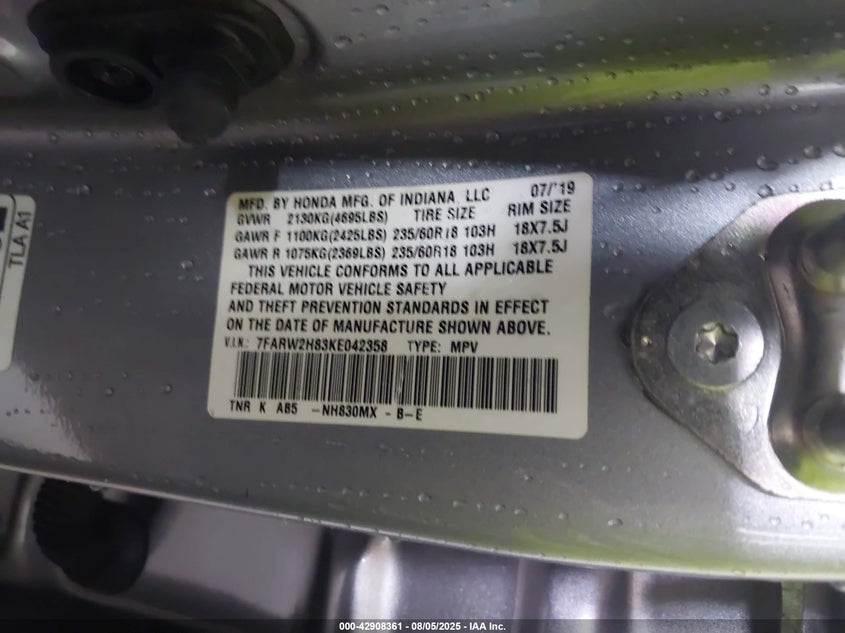 TLA A1
MFD. BY HONDA MFG. OF INDIANA, LLC 07/'19
GVWR 2130KG(4695LBS) TIRE SIZE RIM SIZE
GAWR F 1100KG(2425LBS) 235/60R18 103H 18X7.5J
GAWR R 1075KG(2369LBS) 235/60R18 103H 18X7.5J
THIS VEHICLE CONFORMS TO ALL APPLICABLE
FEDERAL MOTOR VEHICLE SAFETY
AND THEFT PREVENTION STANDARDS IN EFFECT
ON THE DATE OF MANUFACTURE SHOWN ABOVE.
V.I.N.: 7FARW2H83KE042358 TYPE: MPV
TNR K A85 -NH830MX - B-E
000-42908361 - 08/05/2025 - IAA Inc.